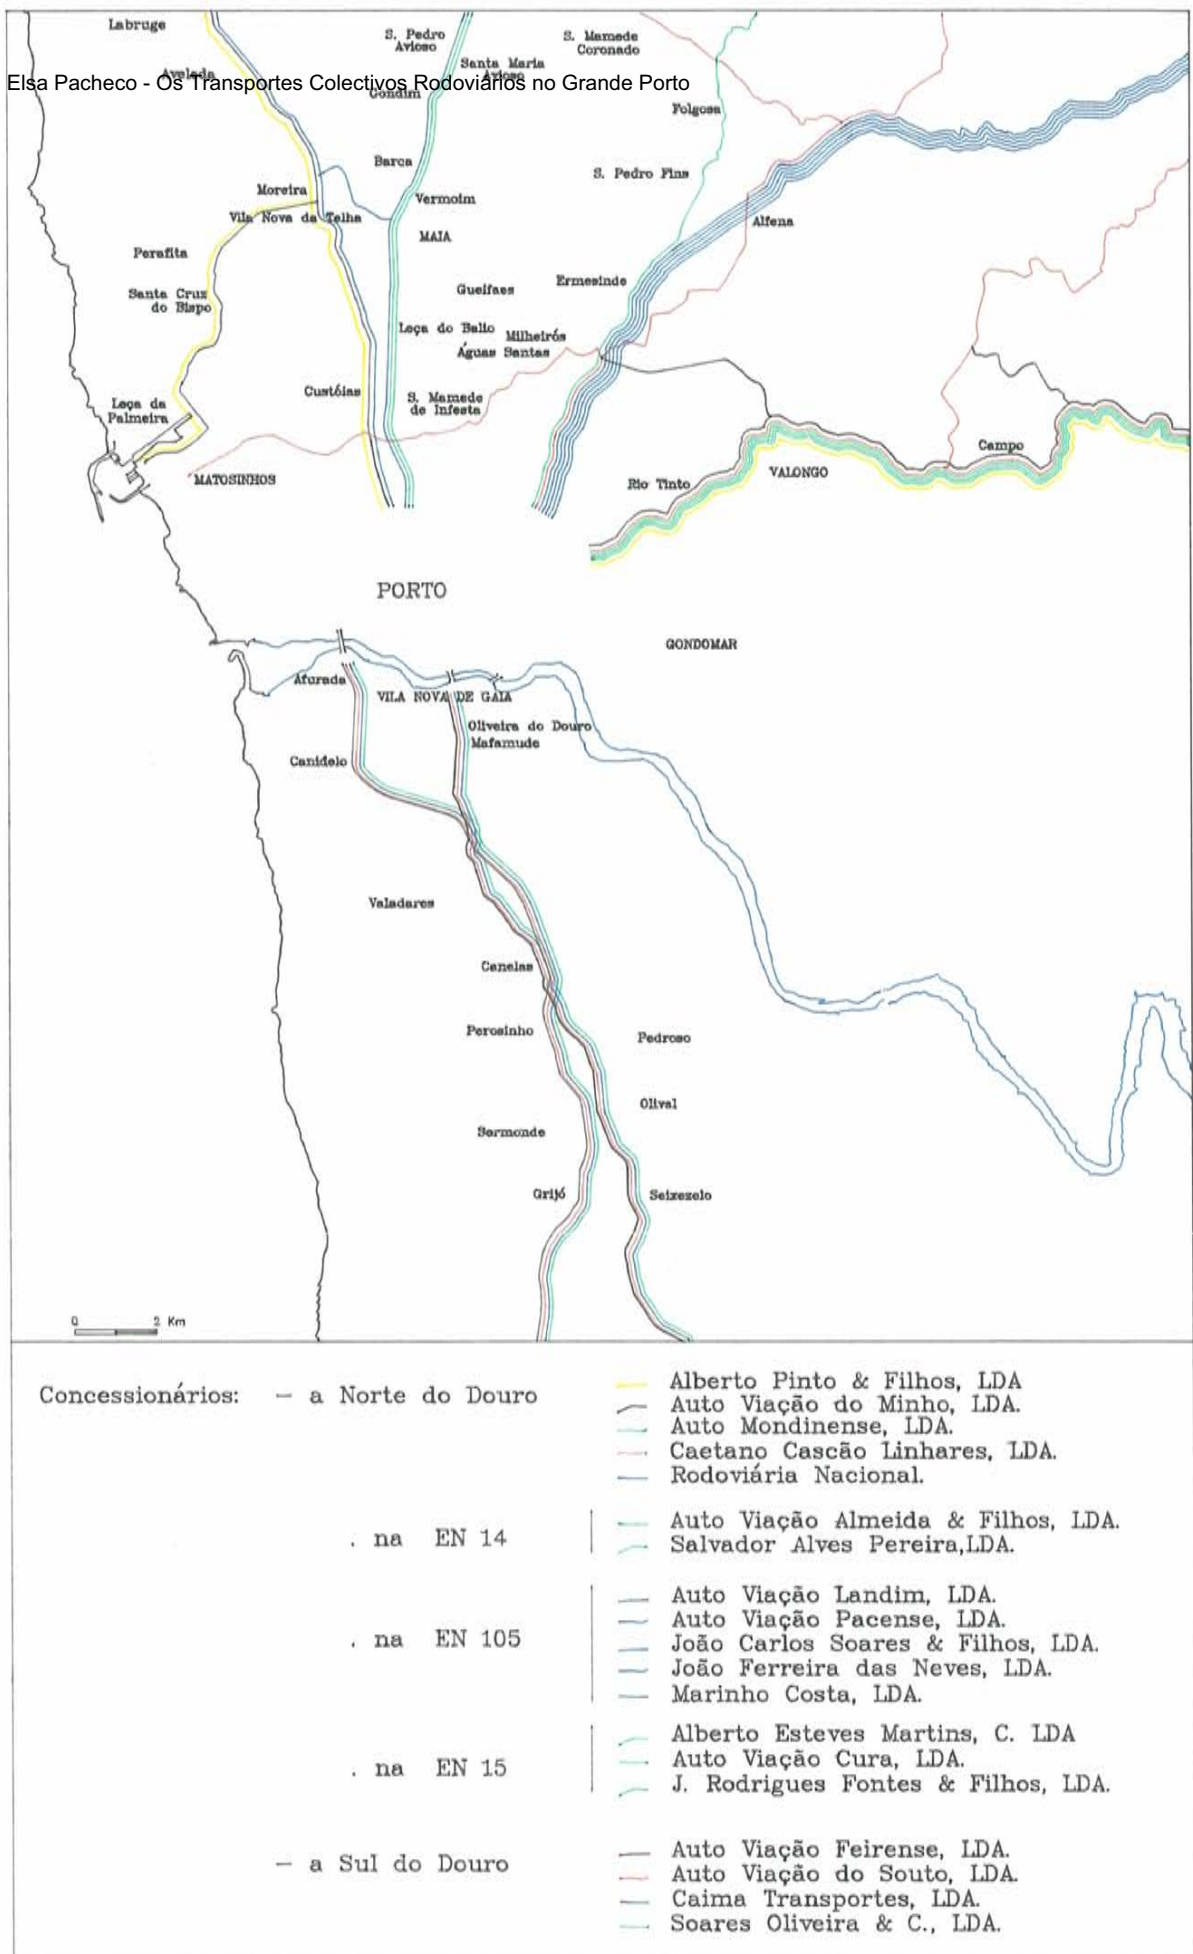 Labruge
S. Pedro
Avioso
S. Mamede
Coronado
Santa Maria
Avioso
Avelada
Elsa Pacheco - Os Transportes Colectivos Rodoviários no Grande Porto
Gondim
Folgosa
Barca
S. Pedro Fins
Moreira
Vermoim
Vila Nova da Telha
Alfena
MAIA
Perafita
Ermesinde
Gueifaes
Santa Cruz
do Bispo
Leça do Balio
Milheirós
Águas Santas
Custóias
S. Mamede
de Infesta
Leça da
Palmeira
Campo
MATOSINHOS
Rio Tinto
VALONGO
PORTO
GONDOMAR
Afurada
VILA NOVA DE GAIA
Oliveira do Douro
Mafamude
Canidelo
Valadares
Canelas
Perosinho
Pedroso
Olival
Sermonde
Grijó
Seixezelo
0 2 Km
Concessionários: - a Norte do Douro
Alberto Pinto & Filhos, LDA
Auto Viação do Minho, LDA.
Auto Mondinense, LDA.
Caetano Cascão Linhares, LDA.
Rodoviária Nacional.
. na EN 14
Auto Viação Almeida & Filhos, LDA.
Salvador Alves Pereira,LDA.
. na EN 105
Auto Viação Landim, LDA.
Auto Viação Pacense, LDA.
João Carlos Soares & Filhos, LDA.
João Ferreira das Neves, LDA.
Marinho Costa, LDA.
. na EN 15
Alberto Esteves Martins, C. LDA
Auto Viação Cura, LDA.
J. Rodrigues Fontes & Filhos, LDA.
- a Sul do Douro
Auto Viação Feirense, LDA.
Auto Viação do Souto, LDA.
Caima Transportes, LDA.
Soares Oliveira & C., LDA.